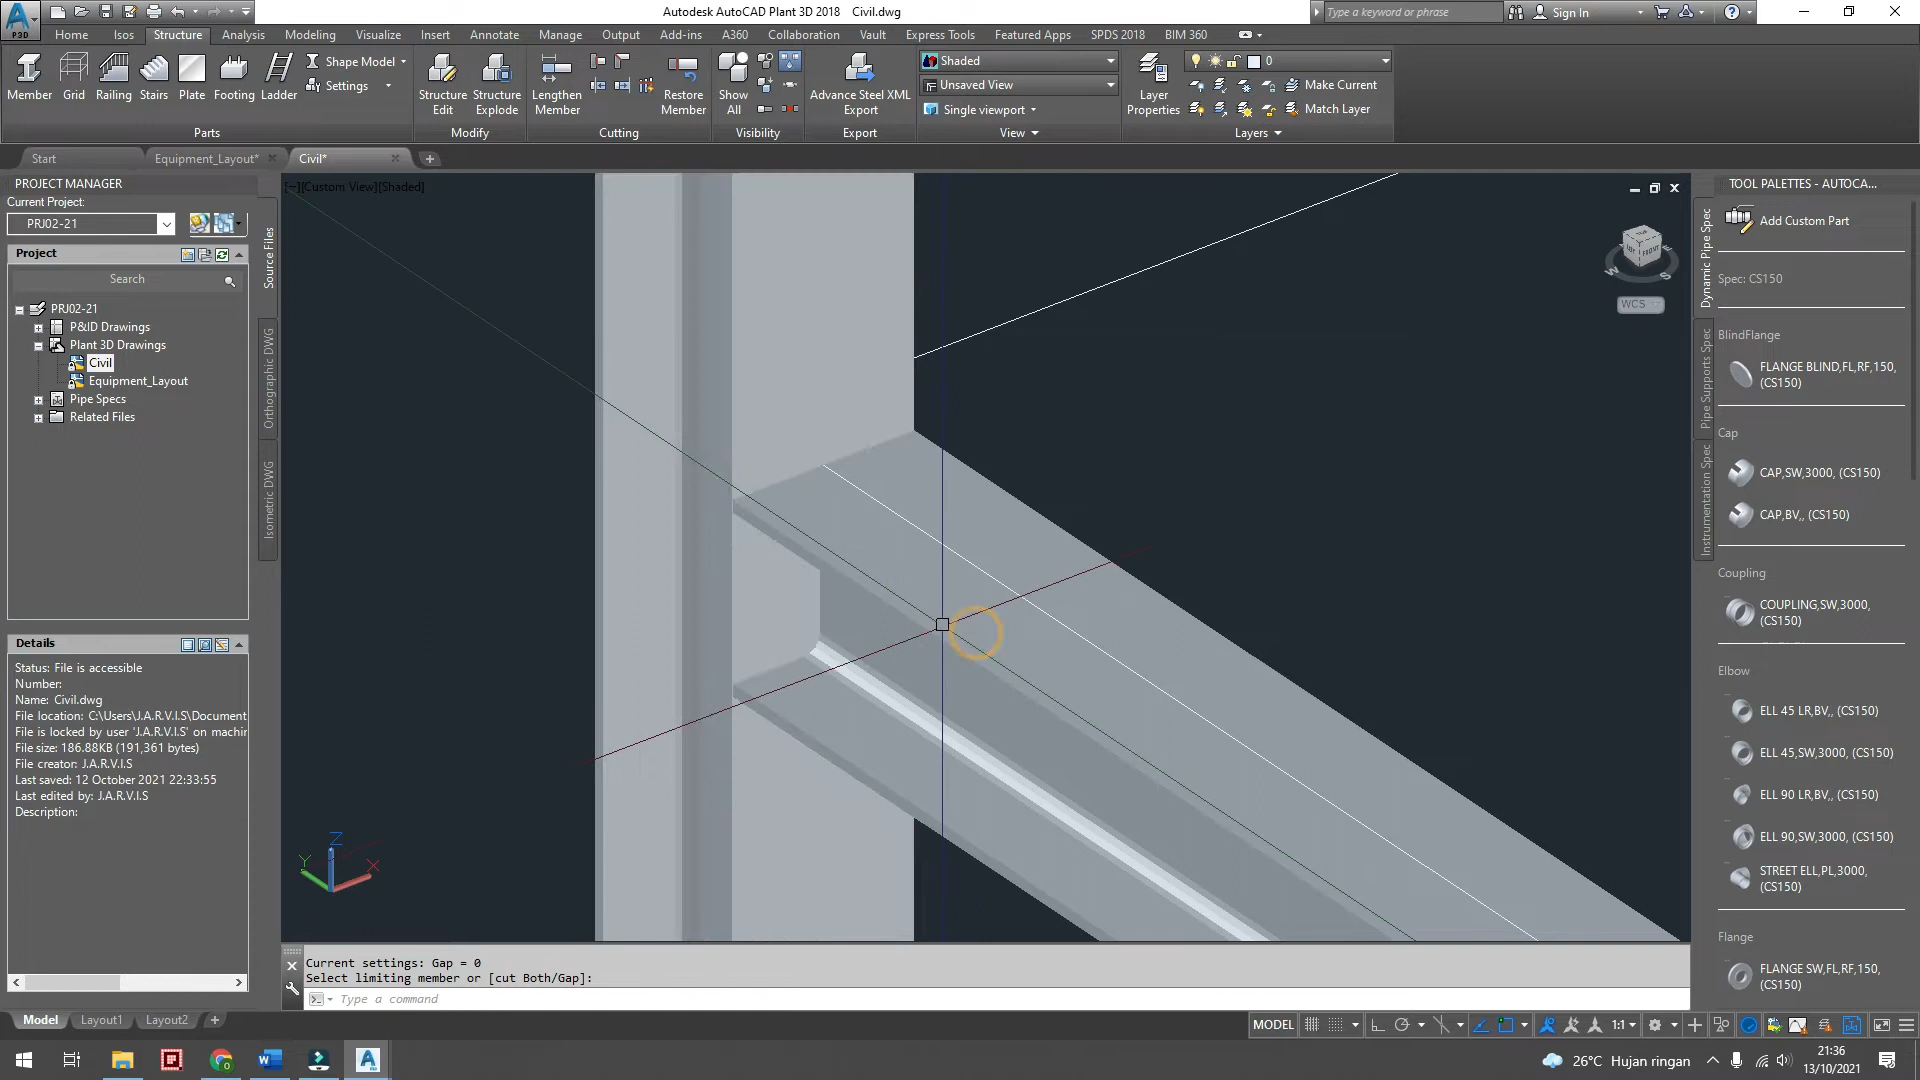 Autodesk AutoCAD Plant 3D 2018 Civil.dwg
Type a keyword or phrase
Sign In
P3D
Home Isos Structure Analysis Modeling Visualize Insert Annotate Manage Output Add-ins A360 Collaboration Vault Express Tools Featured Apps SPDS 2018 BIM 360
Member Grid Railing Stairs Plate Footing Ladder
Shape Model
Settings
Parts
Structure Edit
Structure Explode
Modify
Lengthen Member
Restore Member
Cutting
Show All
Visibility
Advance Steel XML Export
Export
Shaded
Unsaved View
Single viewport
View
Layer Properties
0
Make Current
Match Layer
Layers
Start
Equipment_Layout*
Civil*
PROJECT MANAGER
Current Project:
PRJ02-21
Project
Search
PRJ02-21
P&ID Drawings
Plant 3D Drawings
Civil
Equipment_Layout
Pipe Specs
Related Files
Source Files
Orthographic DWG
Isometric DWG
Details
Status: File is accessible
Number:
Name: Civil.dwg
File location: C:\Users\J.A.R.V.I.S\Document
File is locked by user 'J.A.R.V.I.S' on machin
File size: 186.88KB (191,361 bytes)
File creator: J.A.R.V.I.S
Last saved: 12 October 2021 22:33:55
Last edited by: J.A.R.V.I.S
Description:
[−][Custom View][Shaded]
FRONT
W
S
WCS
Z
Y
X
Current settings: Gap = 0
Select limiting member or [cut Both/Gap]:
Type a command
TOOL PALETTES - AUTOCA...
Dynamic Pipe Spec
Pipe Supports Spec
Instrumentation Spec
Add Custom Part
Spec: CS150
BlindFlange
FLANGE BLIND,FL,RF,150, (CS150)
Cap
CAP,SW,3000, (CS150)
CAP,BV,, (CS150)
Coupling
COUPLING,SW,3000, (CS150)
Elbow
ELL 45 LR,BV,, (CS150)
ELL 45,SW,3000, (CS150)
ELL 90 LR,BV,, (CS150)
ELL 90,SW,3000, (CS150)
STREET ELL,PL,3000, (CS150)
Flange
FLANGE SW,FL,RF,150, (CS150)
Model Layout1 Layout2
MODEL
1:1
26°C Hujan ringan
21:36
13/10/2021